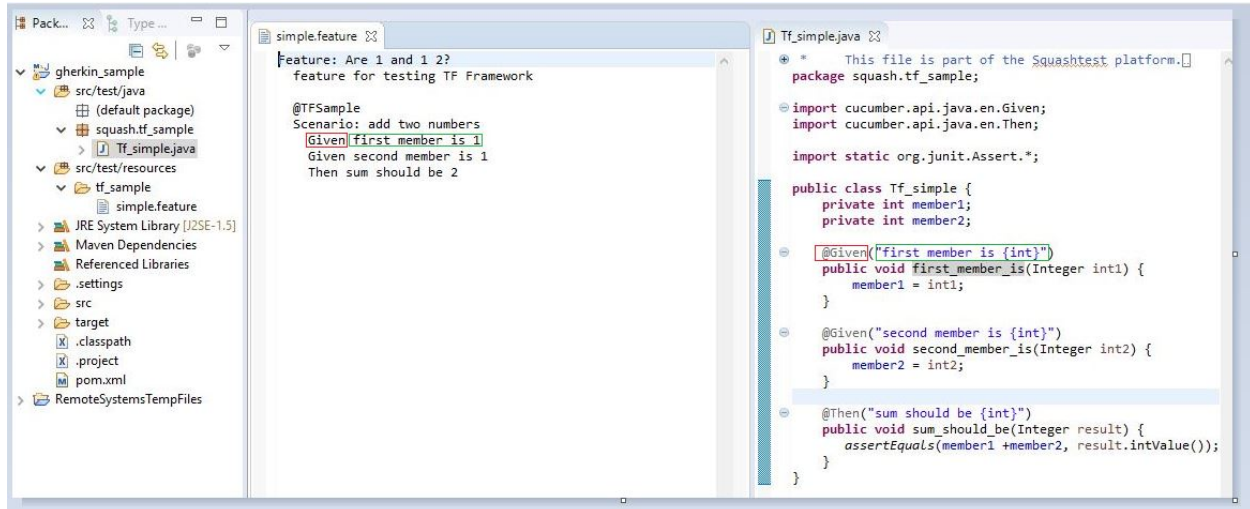 Pack...
Type ...
gherkin_sample
src/test/java
(default package)
squash.tf_sample
Tf_simple.java
src/test/resources
tf_sample
simple.feature
JRE System Library [J2SE-1.5]
Maven Dependencies
Referenced Libraries
.settings
src
target
.classpath
.project
pom.xml
RemoteSystemsTempFiles
simple.feature
Feature: Are 1 and 1 2?
feature for testing TF Framework
@TFSample
Scenario: add two numbers
Given first member is 1
Given second member is 1
Then sum should be 2
Tf_simple.java
* This file is part of the Squashtest platform.
package squash.tf_sample;
import cucumber.api.java.en.Given;
import cucumber.api.java.en.Then;
import static org.junit.Assert.*;
public class Tf_simple {
private int member1;
private int member2;
@Given("first member is {int}")
public void first_member_is(Integer int1) {
member1 = int1;
}
@Given("second member is {int}")
public void second_member_is(Integer int2) {
member2 = int2;
}
@Then("sum should be {int}")
public void sum_should_be(Integer result) {
assertEquals(member1 +member2, result.intValue());
}
}